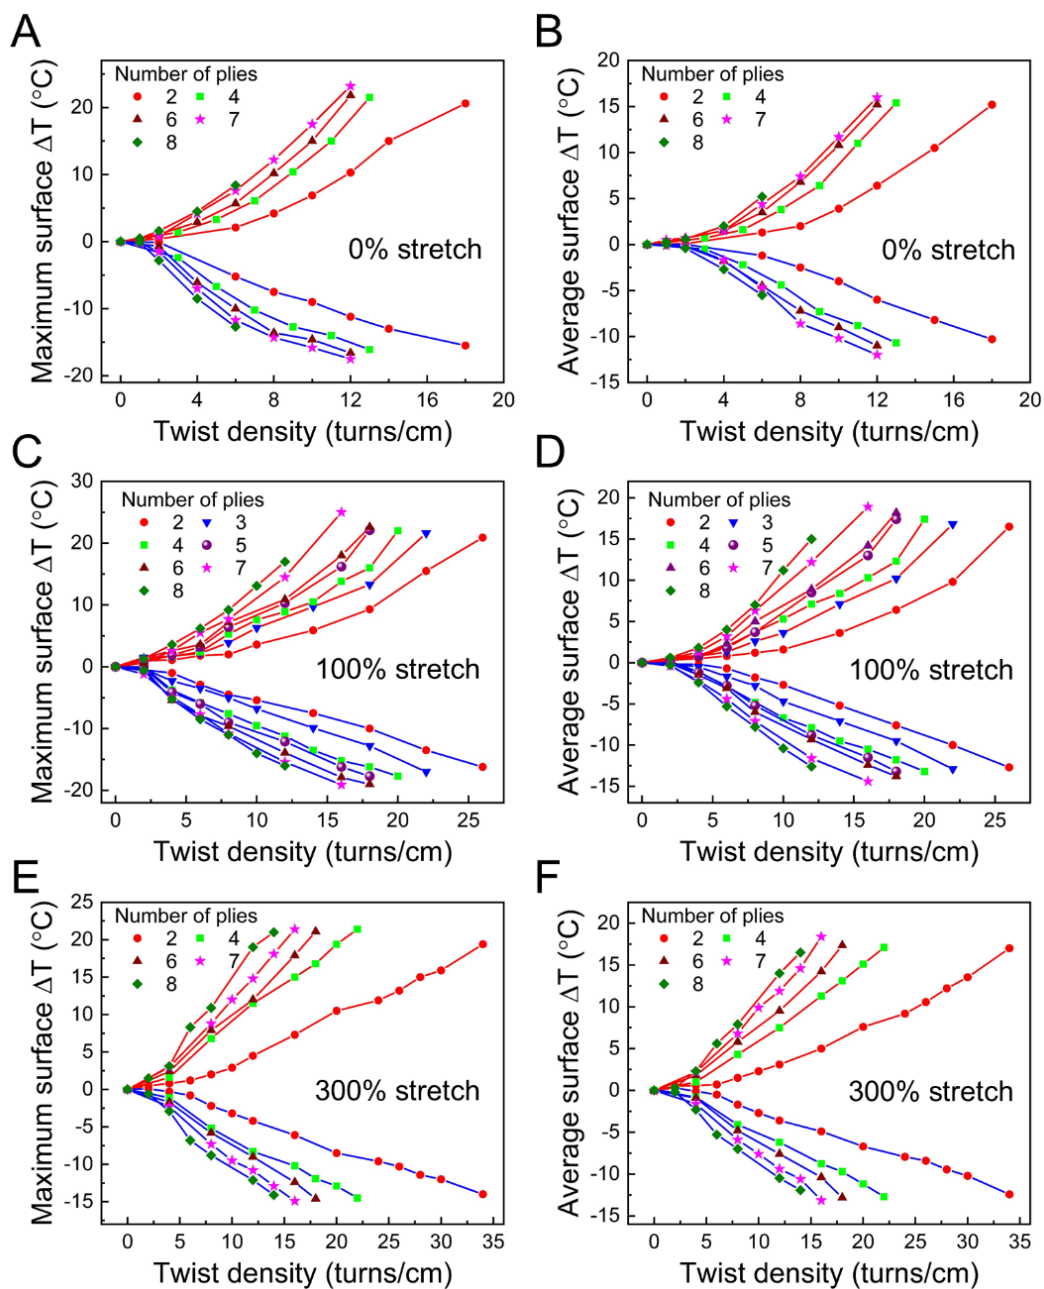 A
Maximum surface ΔT (°C)
20
10
0
-10
-20
Number of plies
2 4
6 7
8
0% stretch
0 4 8 12 16 20
Twist density (turns/cm)
B
Average surface ΔT (°C)
20
15
10
5
0
-5
-10
-15
Number of plies
2 4
6 7
8
0% stretch
0 4 8 12 16 20
Twist density (turns/cm)
C
Maximum surface ΔT (°C)
30
20
10
0
-10
-20
Number of plies
2 3
4 5
6 7
8
100% stretch
0 5 10 15 20 25
Twist density (turns/cm)
D
Average surface ΔT (°C)
20
15
10
5
0
-5
-10
-15
Number of plies
2 3
4 5
6 7
8
100% stretch
0 5 10 15 20 25
Twist density (turns/cm)
E
Maximum surface ΔT (°C)
25
20
15
10
5
0
-5
-10
-15
Number of plies
2 4
6 7
8
300% stretch
0 5 10 15 20 25 30 35
Twist density (turns/cm)
F
Average surface ΔT (°C)
20
15
10
5
0
-5
-10
-15
Number of plies
2 4
6 7
8
300% stretch
0 5 10 15 20 25 30 35
Twist density (turns/cm)